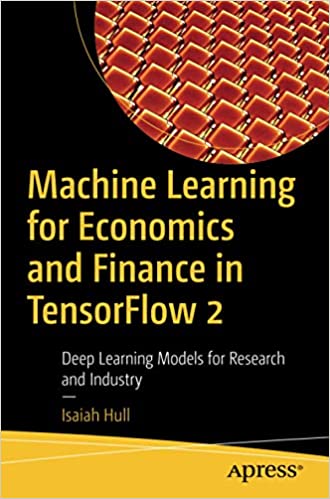 Machine Learning
for Economics
and Finance in
TensorFlow 2
Deep Learning Models for Research
and Industry
—
Isaiah Hull
Apress®